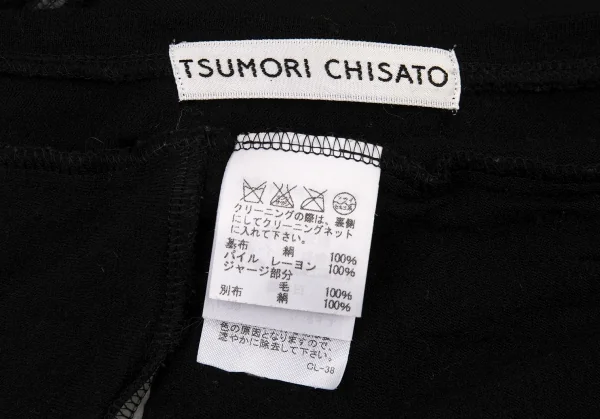 TSUMORI CHISATO
クリーニングの際は、裏側
にしてクリーニングネット
に入れて下さい。
基布 絹 100%
パイル レーヨン 100%
ジャージ部分
毛 100%
別布 絹 100%
色の原因となりますので、
速やかに除去して下さい。
CL-38